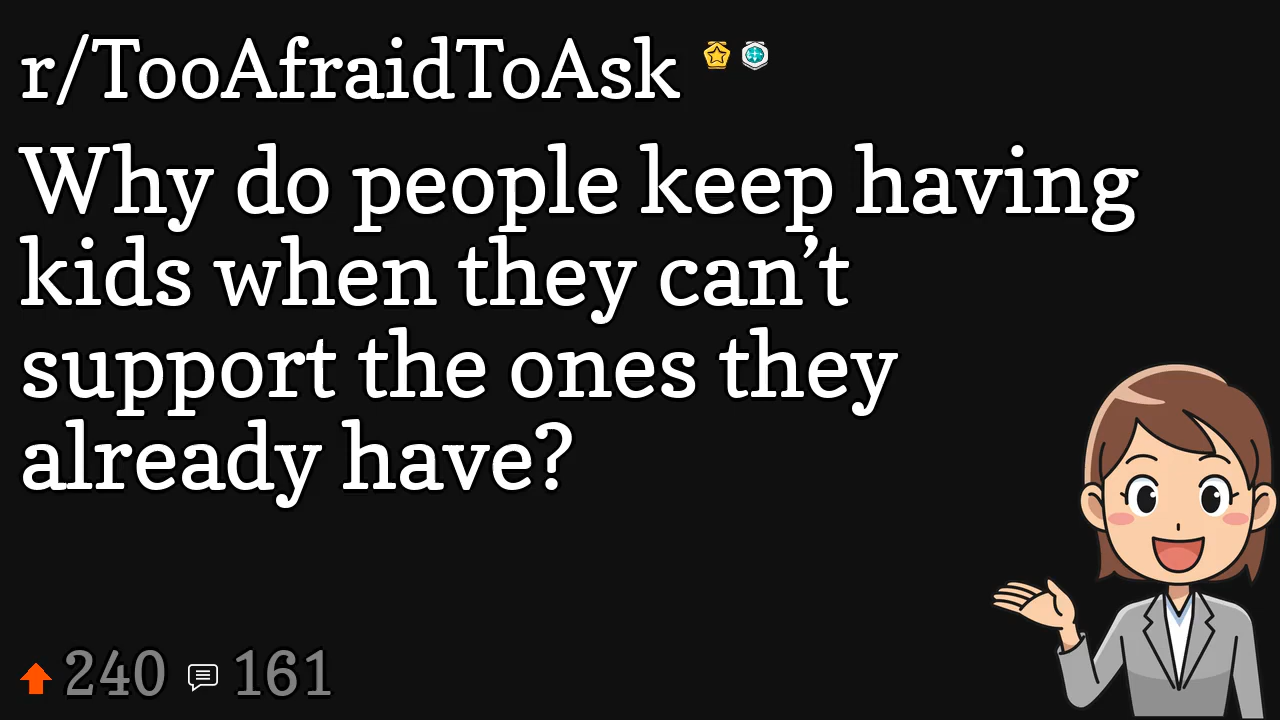 r/TooAfraidToAsk
Why do people keep having
kids when they can’t
support the ones they
already have?
240 161